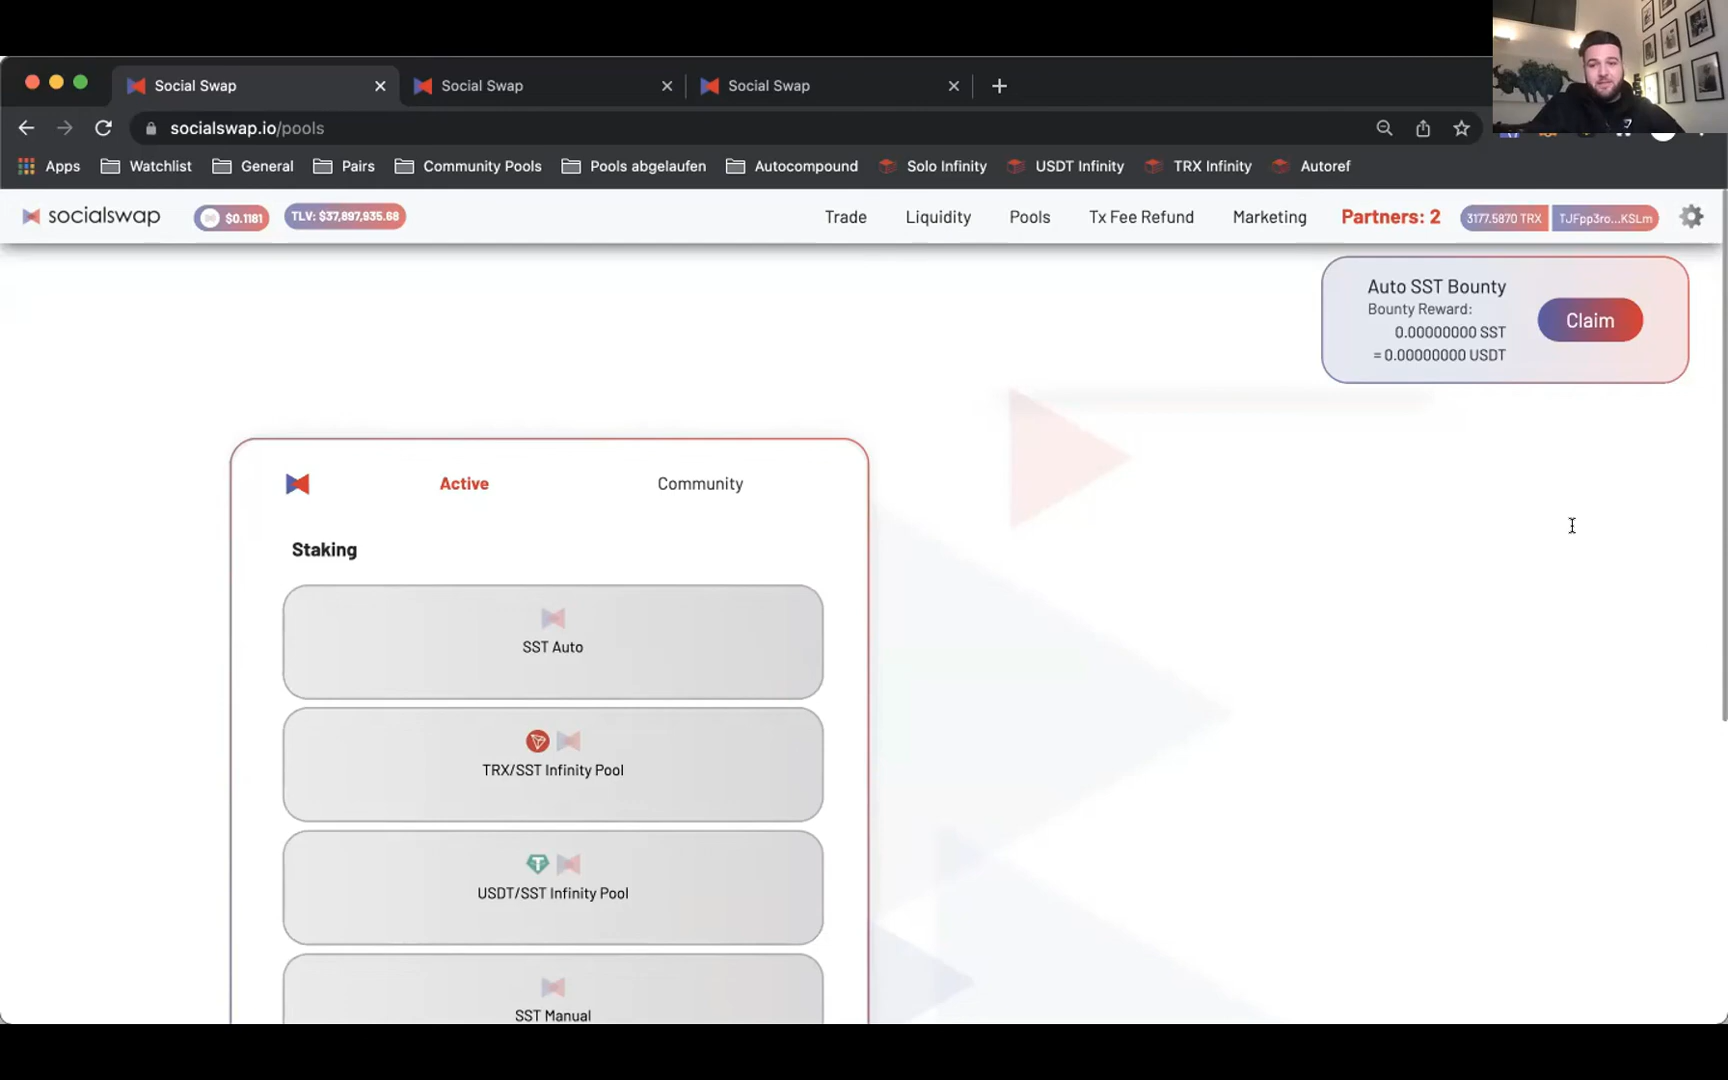 Social Swap
Social Swap
Social Swap
socialswap.io/pools
Apps
Watchlist
General
Pairs
Community Pools
Pools abgelaufen
Autocompound
Solo Infinity
USDT Infinity
TRX Infinity
Autoref
socialswap
$0.1181
TLV: $37,897,935.68
Trade
Liquidity
Pools
Tx Fee Refund
Marketing
Partners: 2
3177.5870 TRX
TJFpp3ro...KSLm
Auto SST Bounty
Bounty Reward:
0.00000000 SST
= 0.00000000 USDT
Claim
Active
Community
Staking
SST Auto
TRX/SST Infinity Pool
USDT/SST Infinity Pool
SST Manual